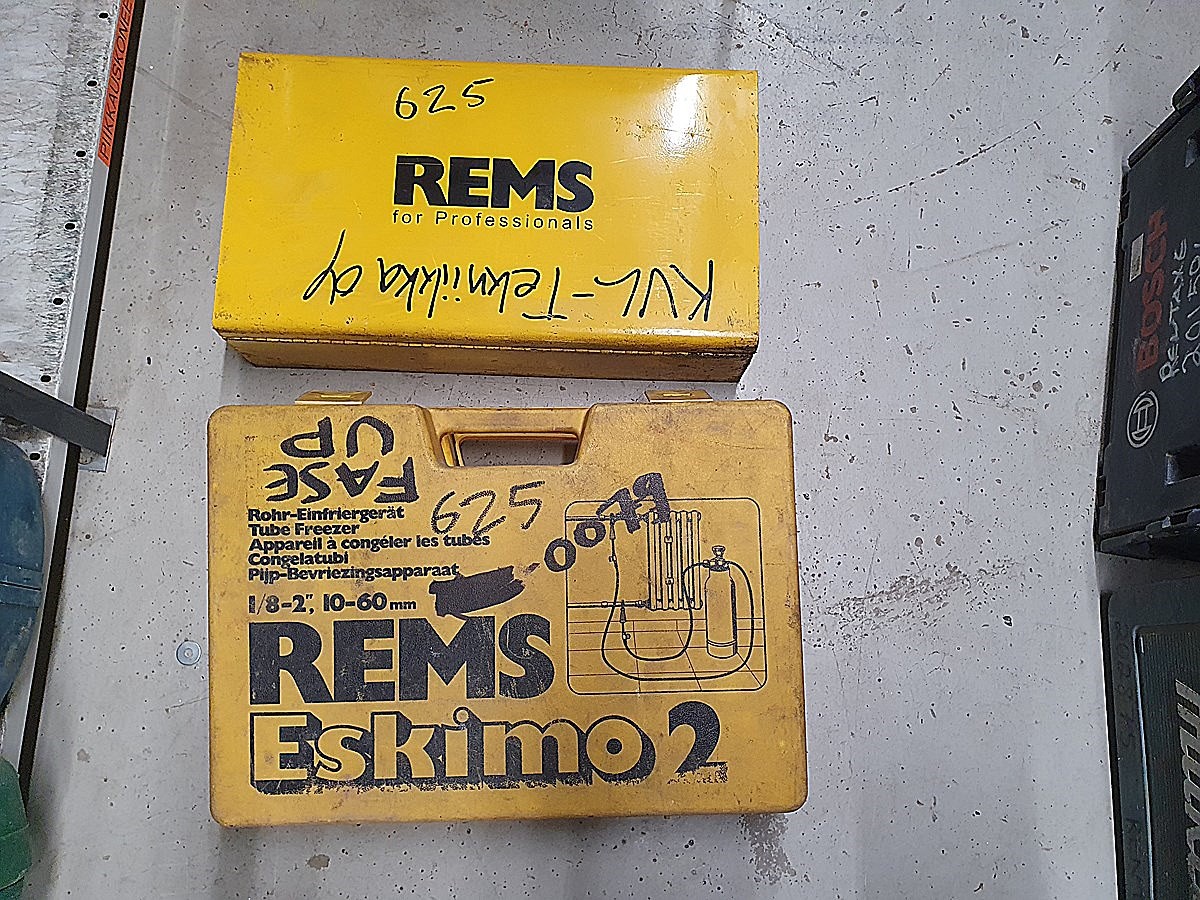 PIIKKAUSKONE
625
REMS
for Professionals
KVL-Tekniikka oy
FASE
UP
625
Rohr-Einfriergerät
Tube Freezer
Appareil à congéler les tubes
Congelatubi
Pijp-Bevriezingsapparaat
1/8-2", 10-60 mm
REMS
Eskimo 2
BOSCH